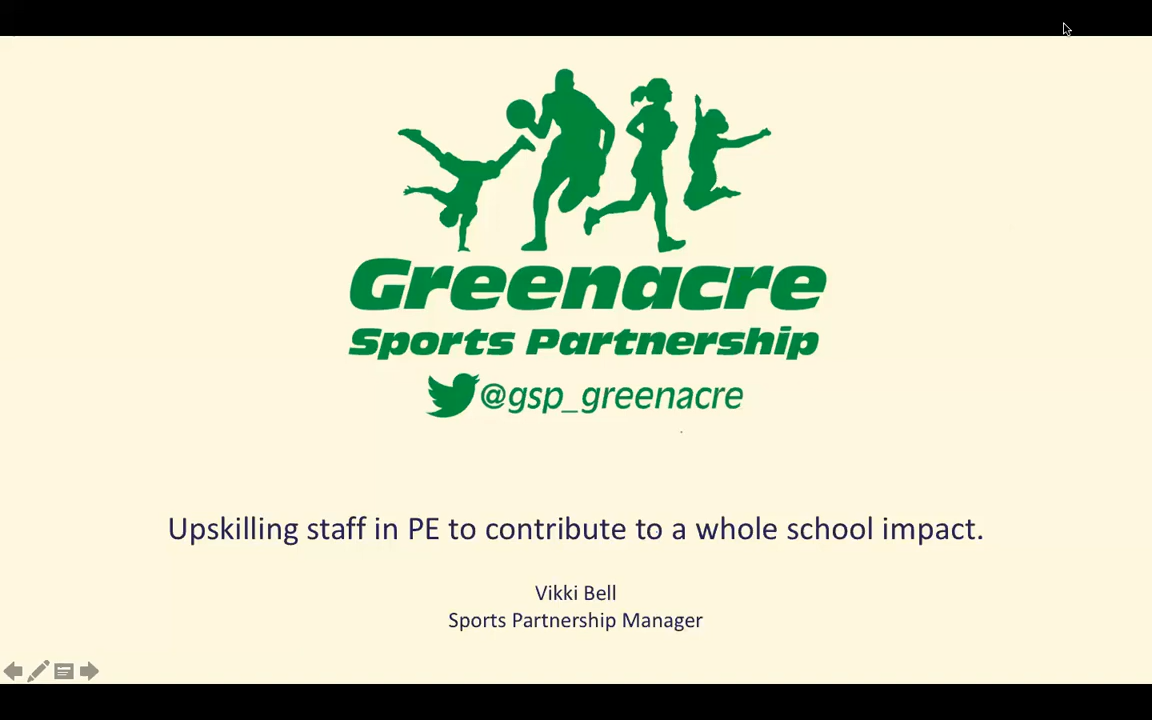 Greenacre
Sports Partnership
@gsp_greenacre
Upskilling staff in PE to contribute to a whole school impact.
Vikki Bell
Sports Partnership Manager